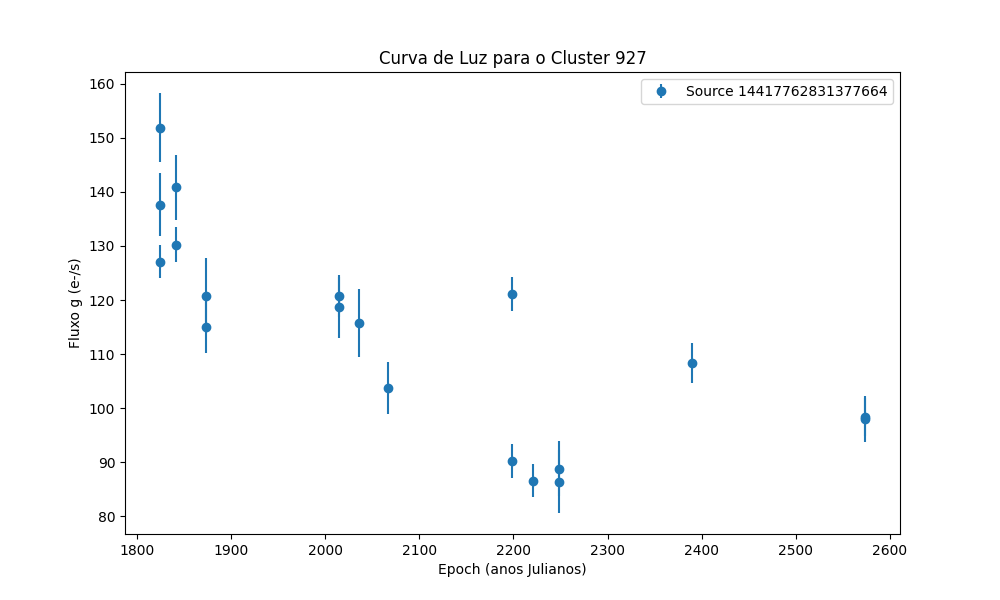 Curva de Luz para o Cluster 927
Source 14417762831377664
Fluxo g (e-/s)
160
150
140
130
120
110
100
90
80
1800 1900 2000 2100 2200 2300 2400 2500 2600
Epoch (anos Julianos)